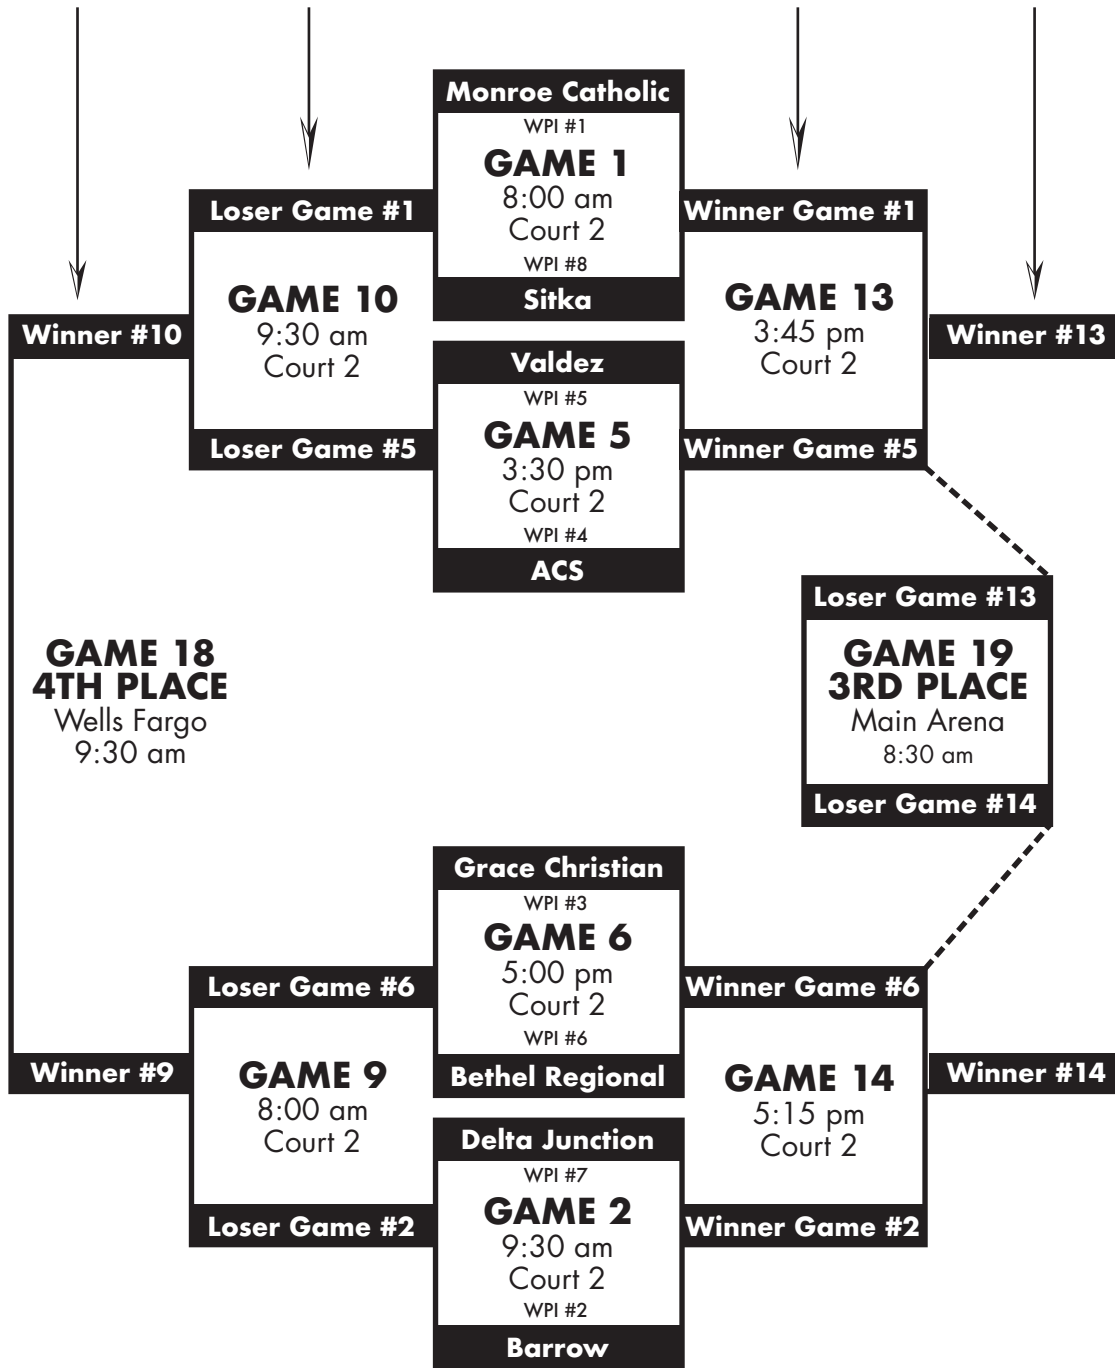 Monroe Catholic
WPI #1
GAME 1
8:00 am
Court 2
WPI #8
Sitka
Loser Game #1
GAME 10
9:30 am
Court 2
Loser Game #5
Winner Game #1
GAME 13
3:45 pm
Court 2
Winner Game #5
Winner #10
Winner #13
Valdez
WPI #5
GAME 5
3:30 pm
Court 2
WPI #4
ACS
GAME 18
4TH PLACE
Wells Fargo
9:30 am
Loser Game #13
GAME 19
3RD PLACE
Main Arena
8:30 am
Loser Game #14
Grace Christian
WPI #3
GAME 6
5:00 pm
Court 2
WPI #6
Bethel Regional
Loser Game #6
GAME 9
8:00 am
Court 2
Loser Game #2
Winner Game #6
GAME 14
5:15 pm
Court 2
Winner Game #2
Winner #9
Winner #14
Delta Junction
WPI #7
GAME 2
9:30 am
Court 2
WPI #2
Barrow